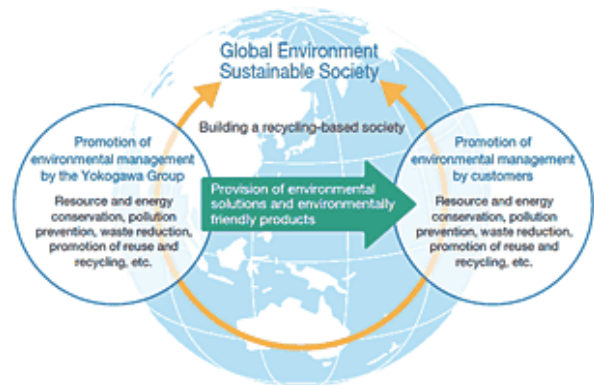 Global Environment
Sustainable Society
Building a recycling-based society
Promotion of
environmental management
by the Yokogawa Group
Resource and energy
conservation, pollution
prevention, waste reduction,
promotion of reuse and
recycling, etc.
Provision of environmental
solutions and environmentally
friendly products
Promotion of
environmental management
by customers
Resource and energy
conservation, pollution
prevention, waste reduction,
promotion of reuse and
recycling, etc.